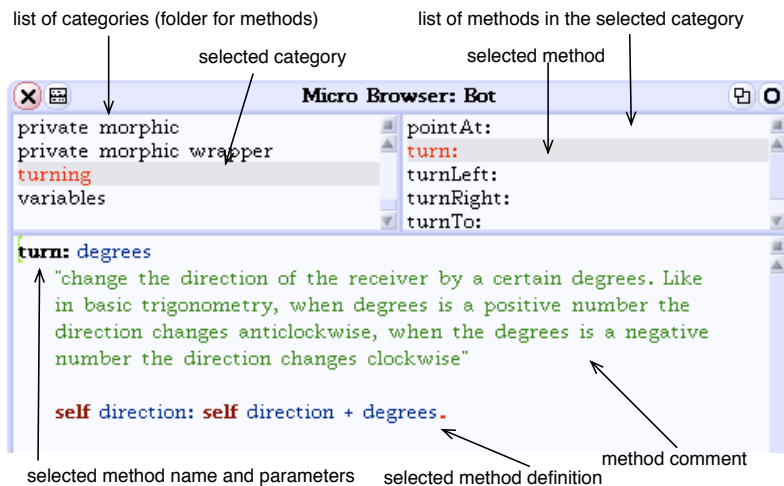 list of categories (folder for methods)
list of methods in the selected category
selected category
selected method
Micro Browser: Bot
private morphic
private morphic wrapper
turning
variables
pointAt:
turn:
turnLeft:
turnRight:
turnTo:
turn: degrees
"change the direction of the receiver by a certain degrees. Like
in basic trigonometry, when degrees is a positive number the
direction changes anticlockwise, when the degrees is a negative
number the direction changes clockwise"
self direction: self direction + degrees.
method comment
selected method name and parameters
selected method definition